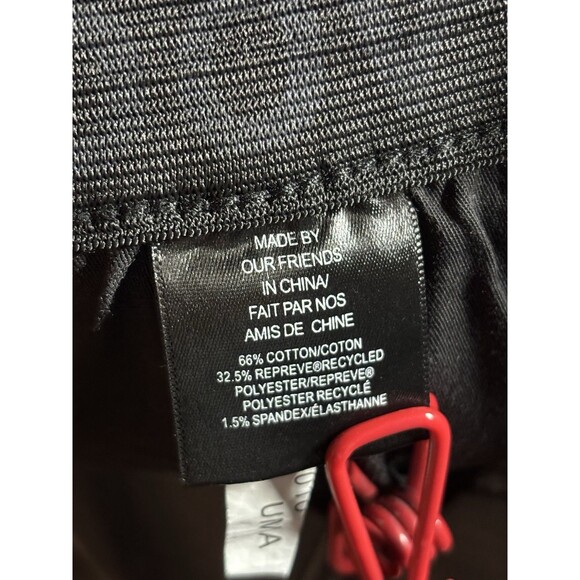 MADE BY
OUR FRIENDS
IN CHINA/
FAIT PAR NOS
AMIS DE CHINE
66% COTTON/COTON
32.5% REPREVE®RECYCLED
POLYESTER/REPREVE®
POLYESTER RECYCLÉ
1.5% SPANDEX/ÉLASTHANNE
UNA